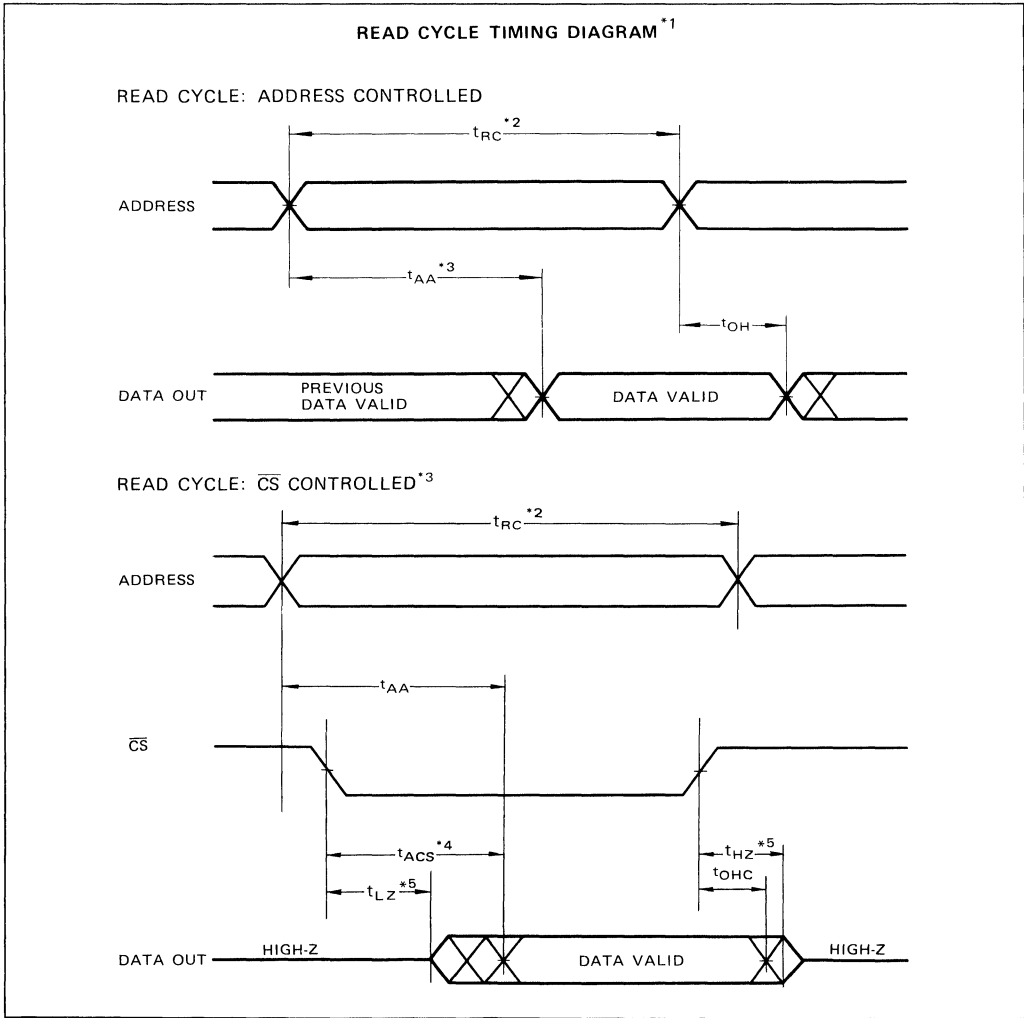 READ CYCLE TIMING DIAGRAM*1
READ CYCLE: ADDRESS CONTROLLED
tRC*2
ADDRESS
tAA*3
tOH
DATA OUT
PREVIOUS
DATA VALID
DATA VALID
READ CYCLE: C̅S̅ CONTROLLED*3
tRC*2
ADDRESS
tAA
C̅S̅
tACS*4
tHZ*5
tOHC
tLZ*5
DATA OUT
HIGH-Z
DATA VALID
HIGH-Z